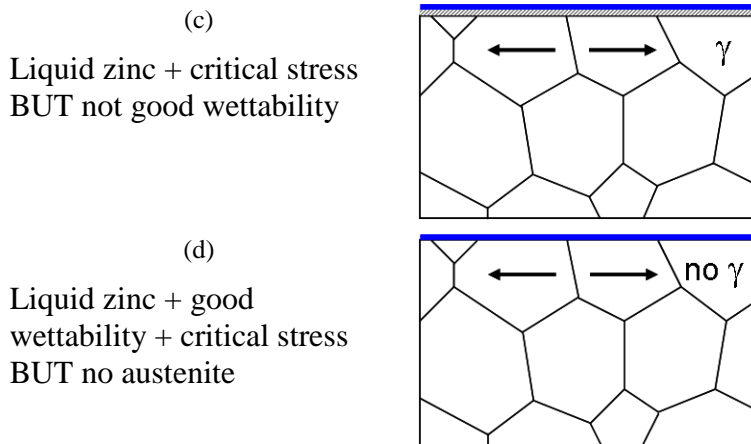 (c)
Liquid zinc + critical stress
BUT not good wettability
γ
(d)
Liquid zinc + good
wettability + critical stress
BUT no austenite
no γ